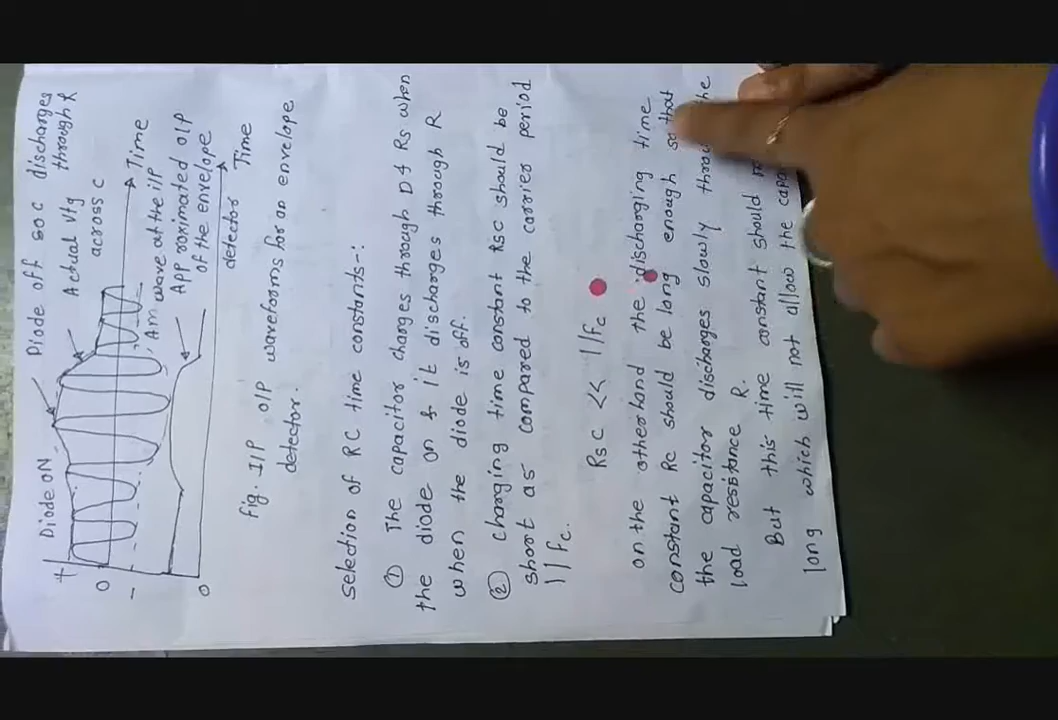 Diode off so c discharges
through R
Diode ON
Actual Vtg
across c
+
0
-
Time
Am wave at the i/P
APP roximated O/P
of the envelope
detector
0
Time
fig. I/P O/P waveforms for an envelope
detector.
selection of RC time constants-:
① The capacitor charges through D & Rs when
the diode on & it discharges through R
when the diode is off.
② charging time constant Rsc should be
short as compared to the carrier period
1/fc.
Rsc << 1/fc
on the otherhand the discharging time
constant Rc should be long enough so that
the capacitor discharges slowly the
load resistance R.
But this time constant should
long which will not allow the